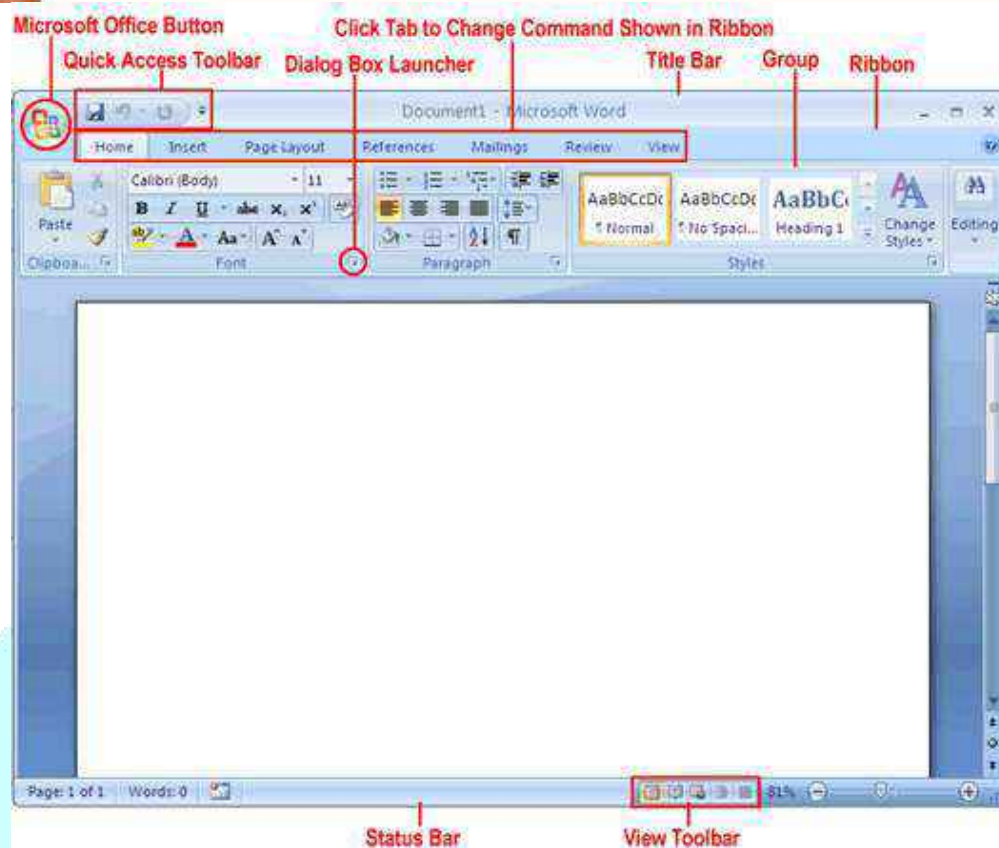 Microsoft Office Button
Click Tab to Change Command Shown in Ribbon
Quick Access Toolbar
Dialog Box Launcher
Title Bar
Group
Ribbon
Document1 - Microsoft Word
Home Insert Page Layout References Mailings Review View
Calibri (Body) 11
Paste
B I U abc x, x'
Aa A A
AaBbCcDc AaBbCcDc AaBbC
¶ Normal ¶ No Spaci... Heading 1
Change
Styles
Editing
Clipboa... Font Paragraph Styles
Page: 1 of 1 Words: 0 81%
Status Bar
View Toolbar